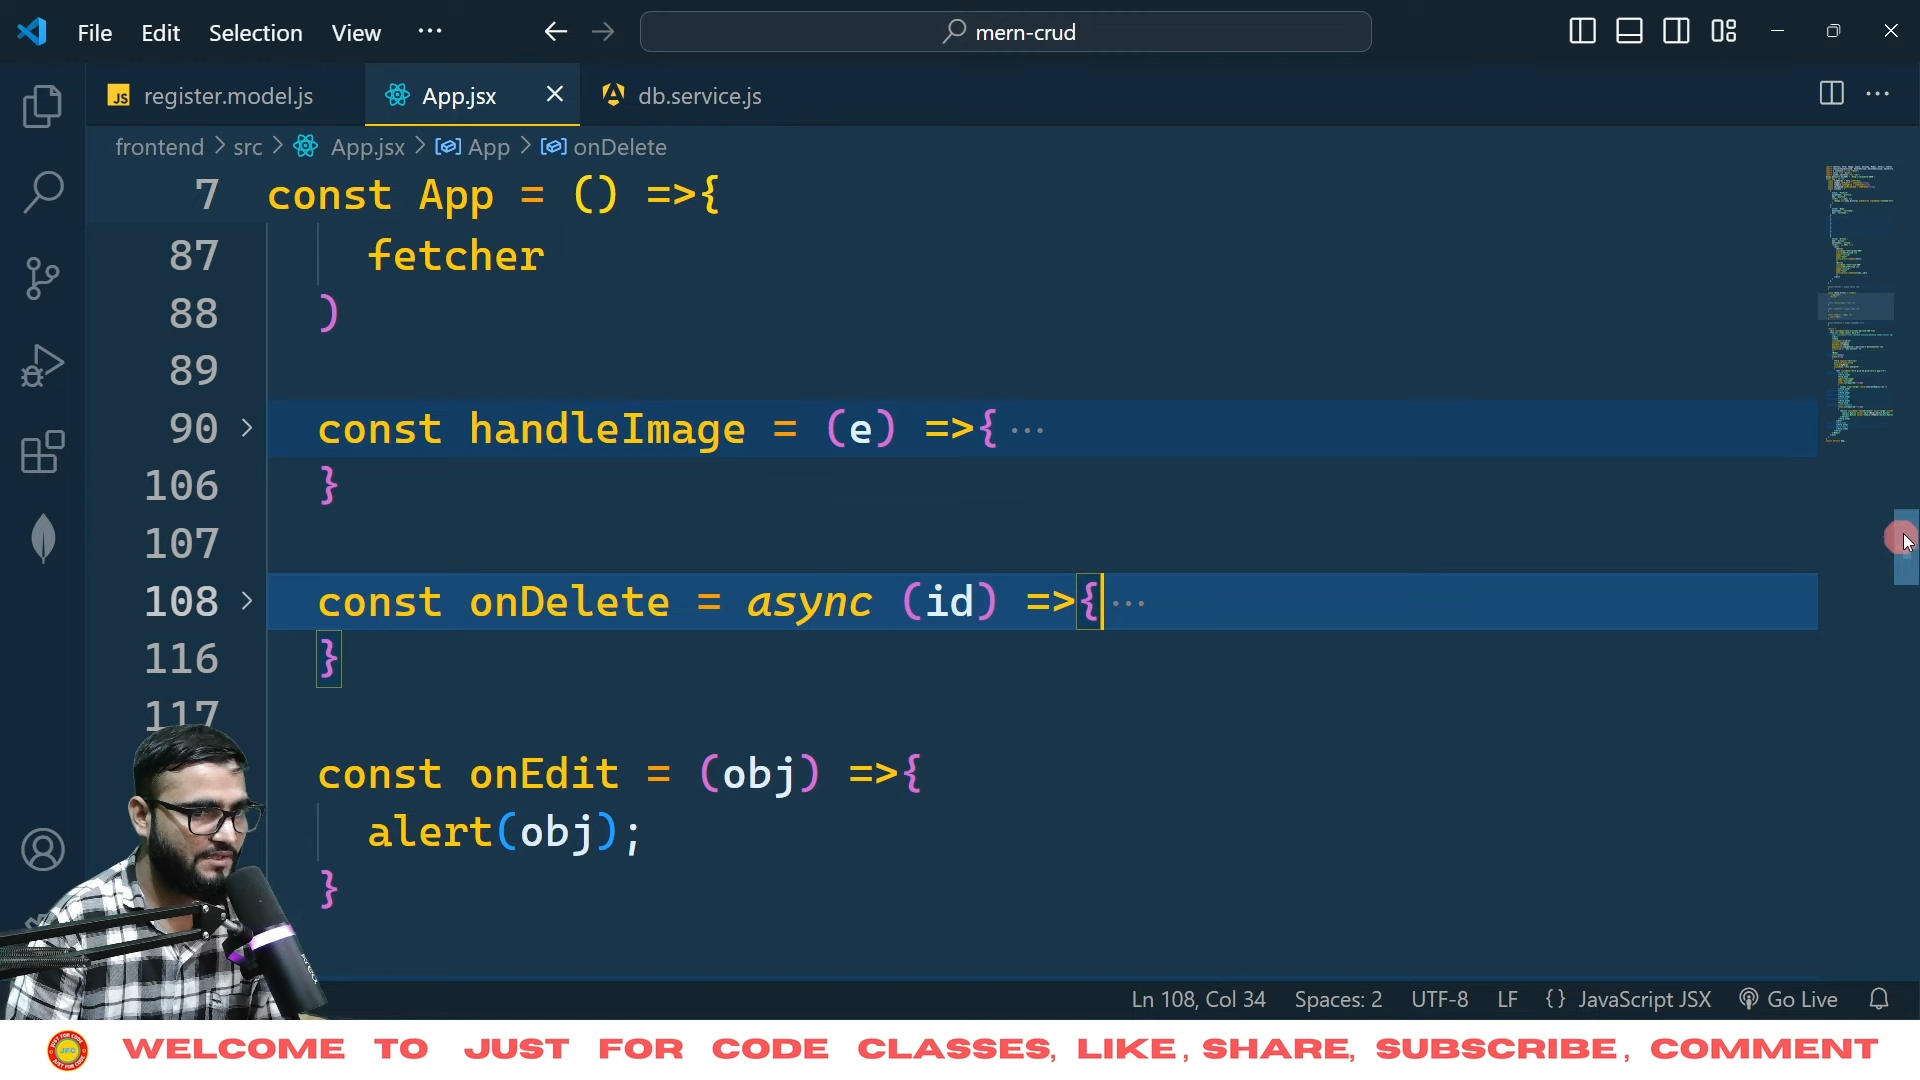 File Edit Selection View ··· mern-crud
register.model.js App.jsx db.service.js
frontend > src > App.jsx > App > onDelete
7 const App = () =>{
87 fetcher
88 )
89
90 const handleImage = (e) =>{ ···
106 }
107
108 const onDelete = async (id) =>{ ···
116 }
117
const onEdit = (obj) =>{
alert(obj);
}
Ln 108, Col 34 Spaces: 2 UTF-8 LF {} JavaScript JSX Go Live
WELCOME TO JUST FOR CODE CLASSES, LIKE, SHARE, SUBSCRIBE, COMMENT